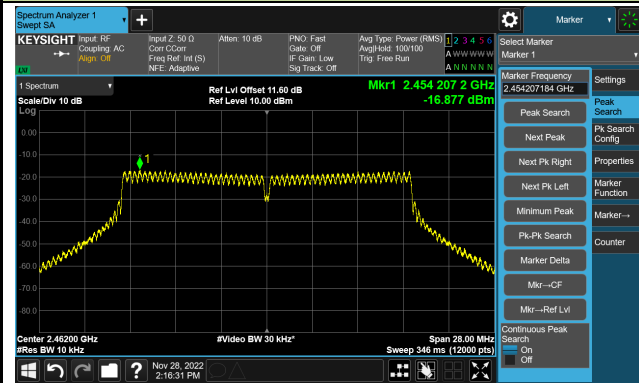 Spectrum Analyzer 1
Swept SA
Marker
KEYSIGHT
Input: RF
Coupling: AC
Align: Off
Input Z: 50 Ω
Corr CCorr
Freq Ref: Int (S)
NFE: Adaptive
Atten: 10 dB
PNO: Fast
Gate: Off
IF Gain: Low
Sig Track: Off
Avg Type: Power (RMS)
Avg|Hold: 100/100
Trig: Free Run
1 2 3 4 5 6
A W W W W W
A N N N N N
LXI
Select Marker
Marker 1
1 Spectrum
Scale/Div 10 dB
Log
Ref Lvl Offset 11.60 dB
Ref Level 10.00 dBm
Mkr1 2.454 207 2 GHz
-16.877 dBm
0.00
-10.0
-20.0
-30.0
-40.0
-50.0
-60.0
-70.0
-80.0
1
Center 2.46200 GHz
#Res BW 10 kHz
#Video BW 30 kHz*
Span 28.00 MHz
Sweep 346 ms (12000 pts)
Marker Frequency
2.454207184 GHz
Peak Search
Next Peak
Next Pk Right
Next Pk Left
Minimum Peak
Pk-Pk Search
Marker Delta
Mkr→CF
Mkr→Ref Lvl
Continuous Peak
Search
On
Off
Settings
Peak
Search
Pk Search
Config
Properties
Marker
Function
Marker→
Counter
Nov 28, 2022
2:16:31 PM